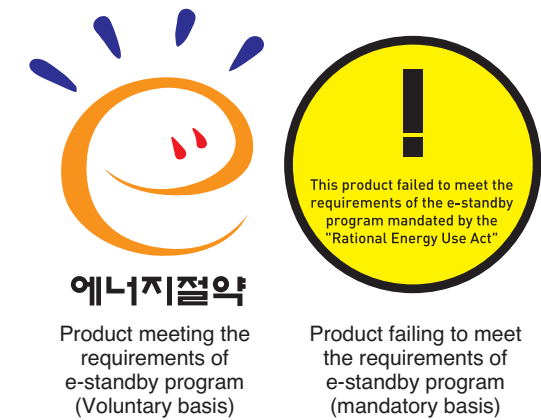 에너지절약
Product meeting the
requirements of
e-standby program
(Voluntary basis)
!
This product failed to meet the
requirements of the e-standby
program mandated by the
"Rational Energy Use Act"
Product failing to meet
the requirements of
e-standby program
(mandatory basis)